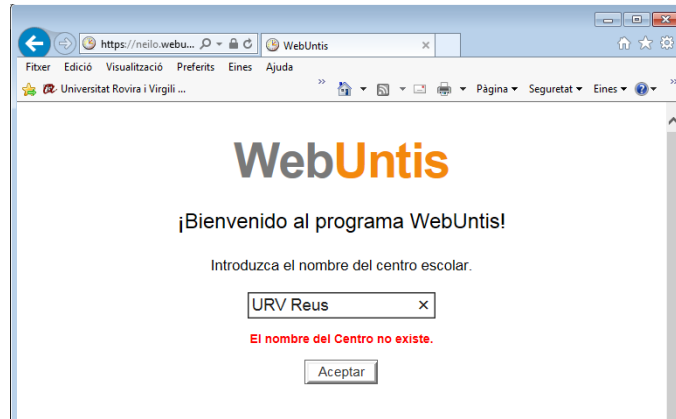 https://neilo.webu...
WebUntis
Fitxer Edició Visualització Preferits Eines Ajuda
Universitat Rovira i Virgili ...
Pàgina Seguretat Eines
WebUntis
¡Bienvenido al programa WebUntis!
Introduzca el nombre del centro escolar.
URV Reus
El nombre del Centro no existe.
Aceptar